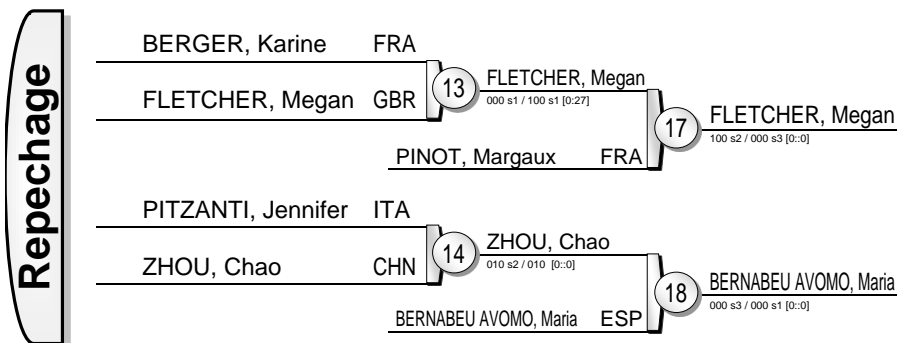 Repechage
BERGER, Karine FRA
FLETCHER, Megan GBR
13
FLETCHER, Megan
000 s1 / 100 s1 [0:27]
PINOT, Margaux FRA
17
FLETCHER, Megan
100 s2 / 000 s3 [0::0]
PITZANTI, Jennifer ITA
ZHOU, Chao CHN
14
ZHOU, Chao
010 s2 / 010 [0::0]
BERNABEU AVOMO, Maria ESP
18
BERNABEU AVOMO, Maria
000 s3 / 000 s1 [0::0]